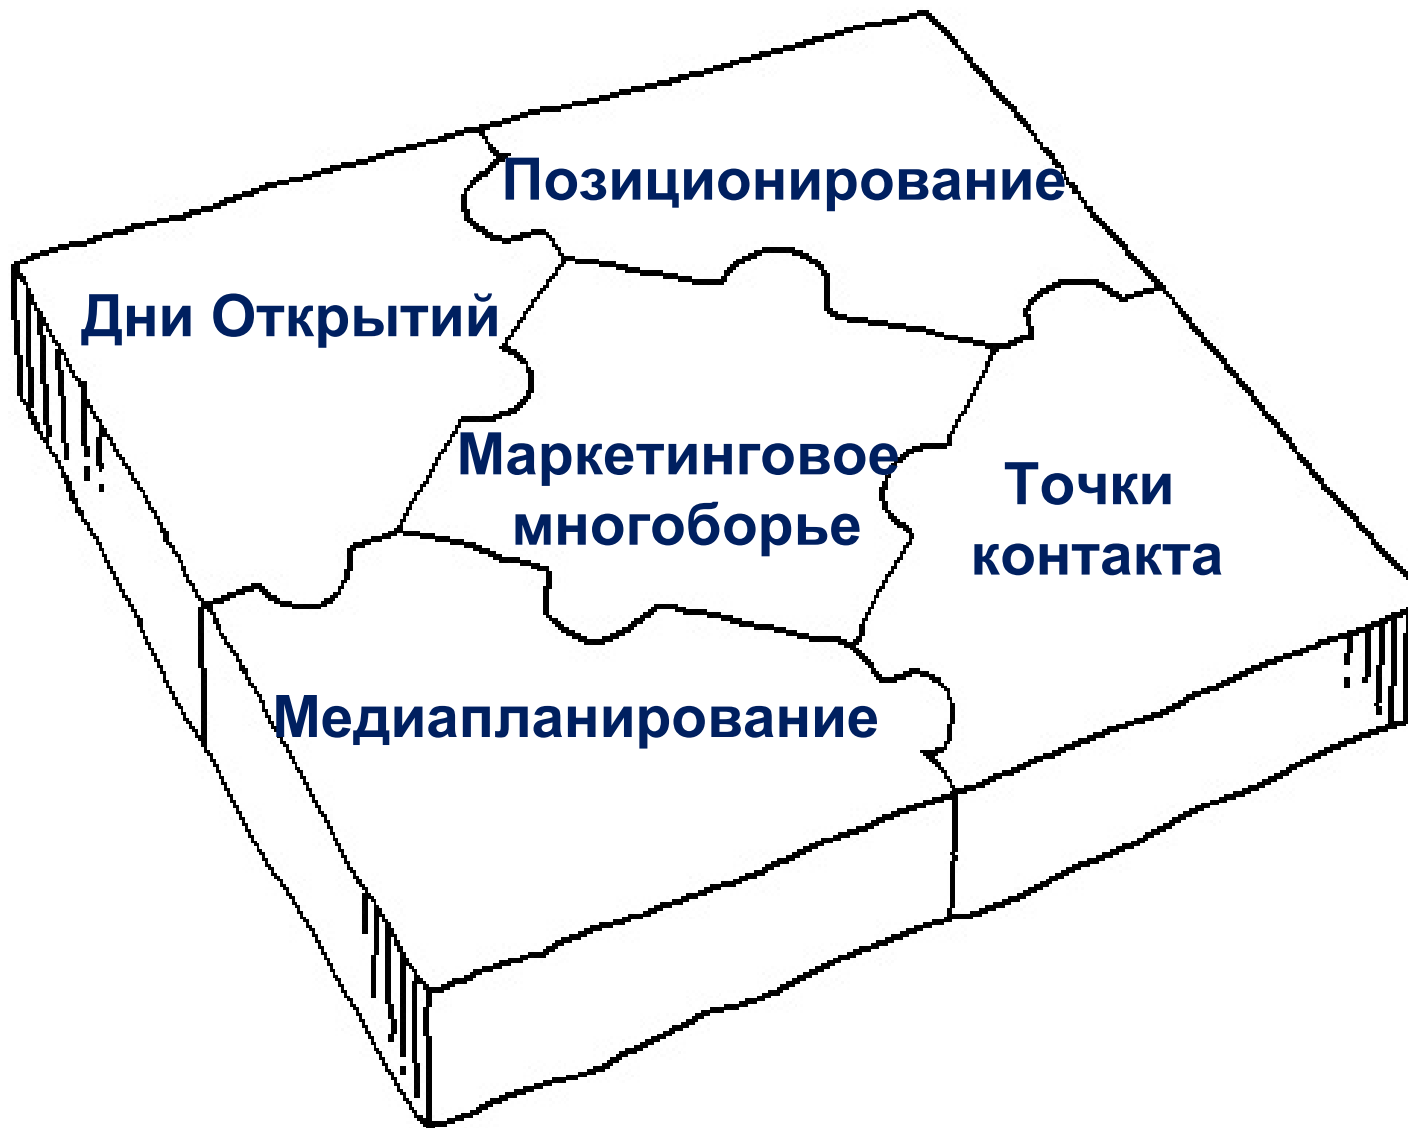 Позиционирование
Дни Открытий
Маркетинговое
многоборье
Точки
контакта
Медиапланирование